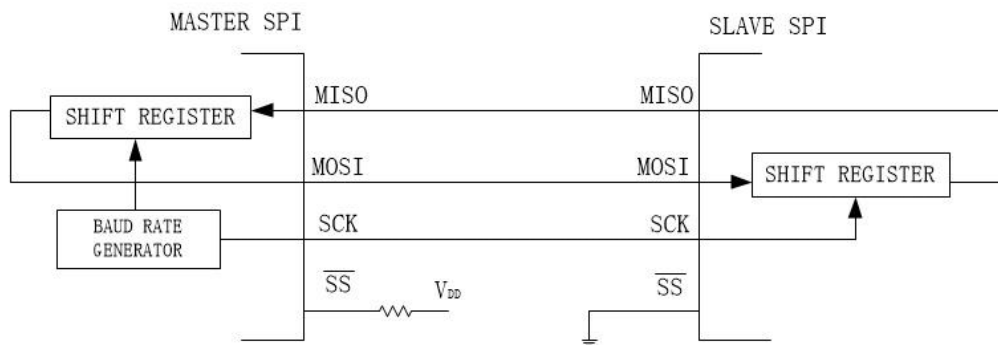 MASTER SPI
SLAVE SPI
MISO
MISO
SHIFT REGISTER
MOSI
MOSI
SHIFT REGISTER
BAUD RATE
GENERATOR
SCK
SCK
SS
VDD
SS